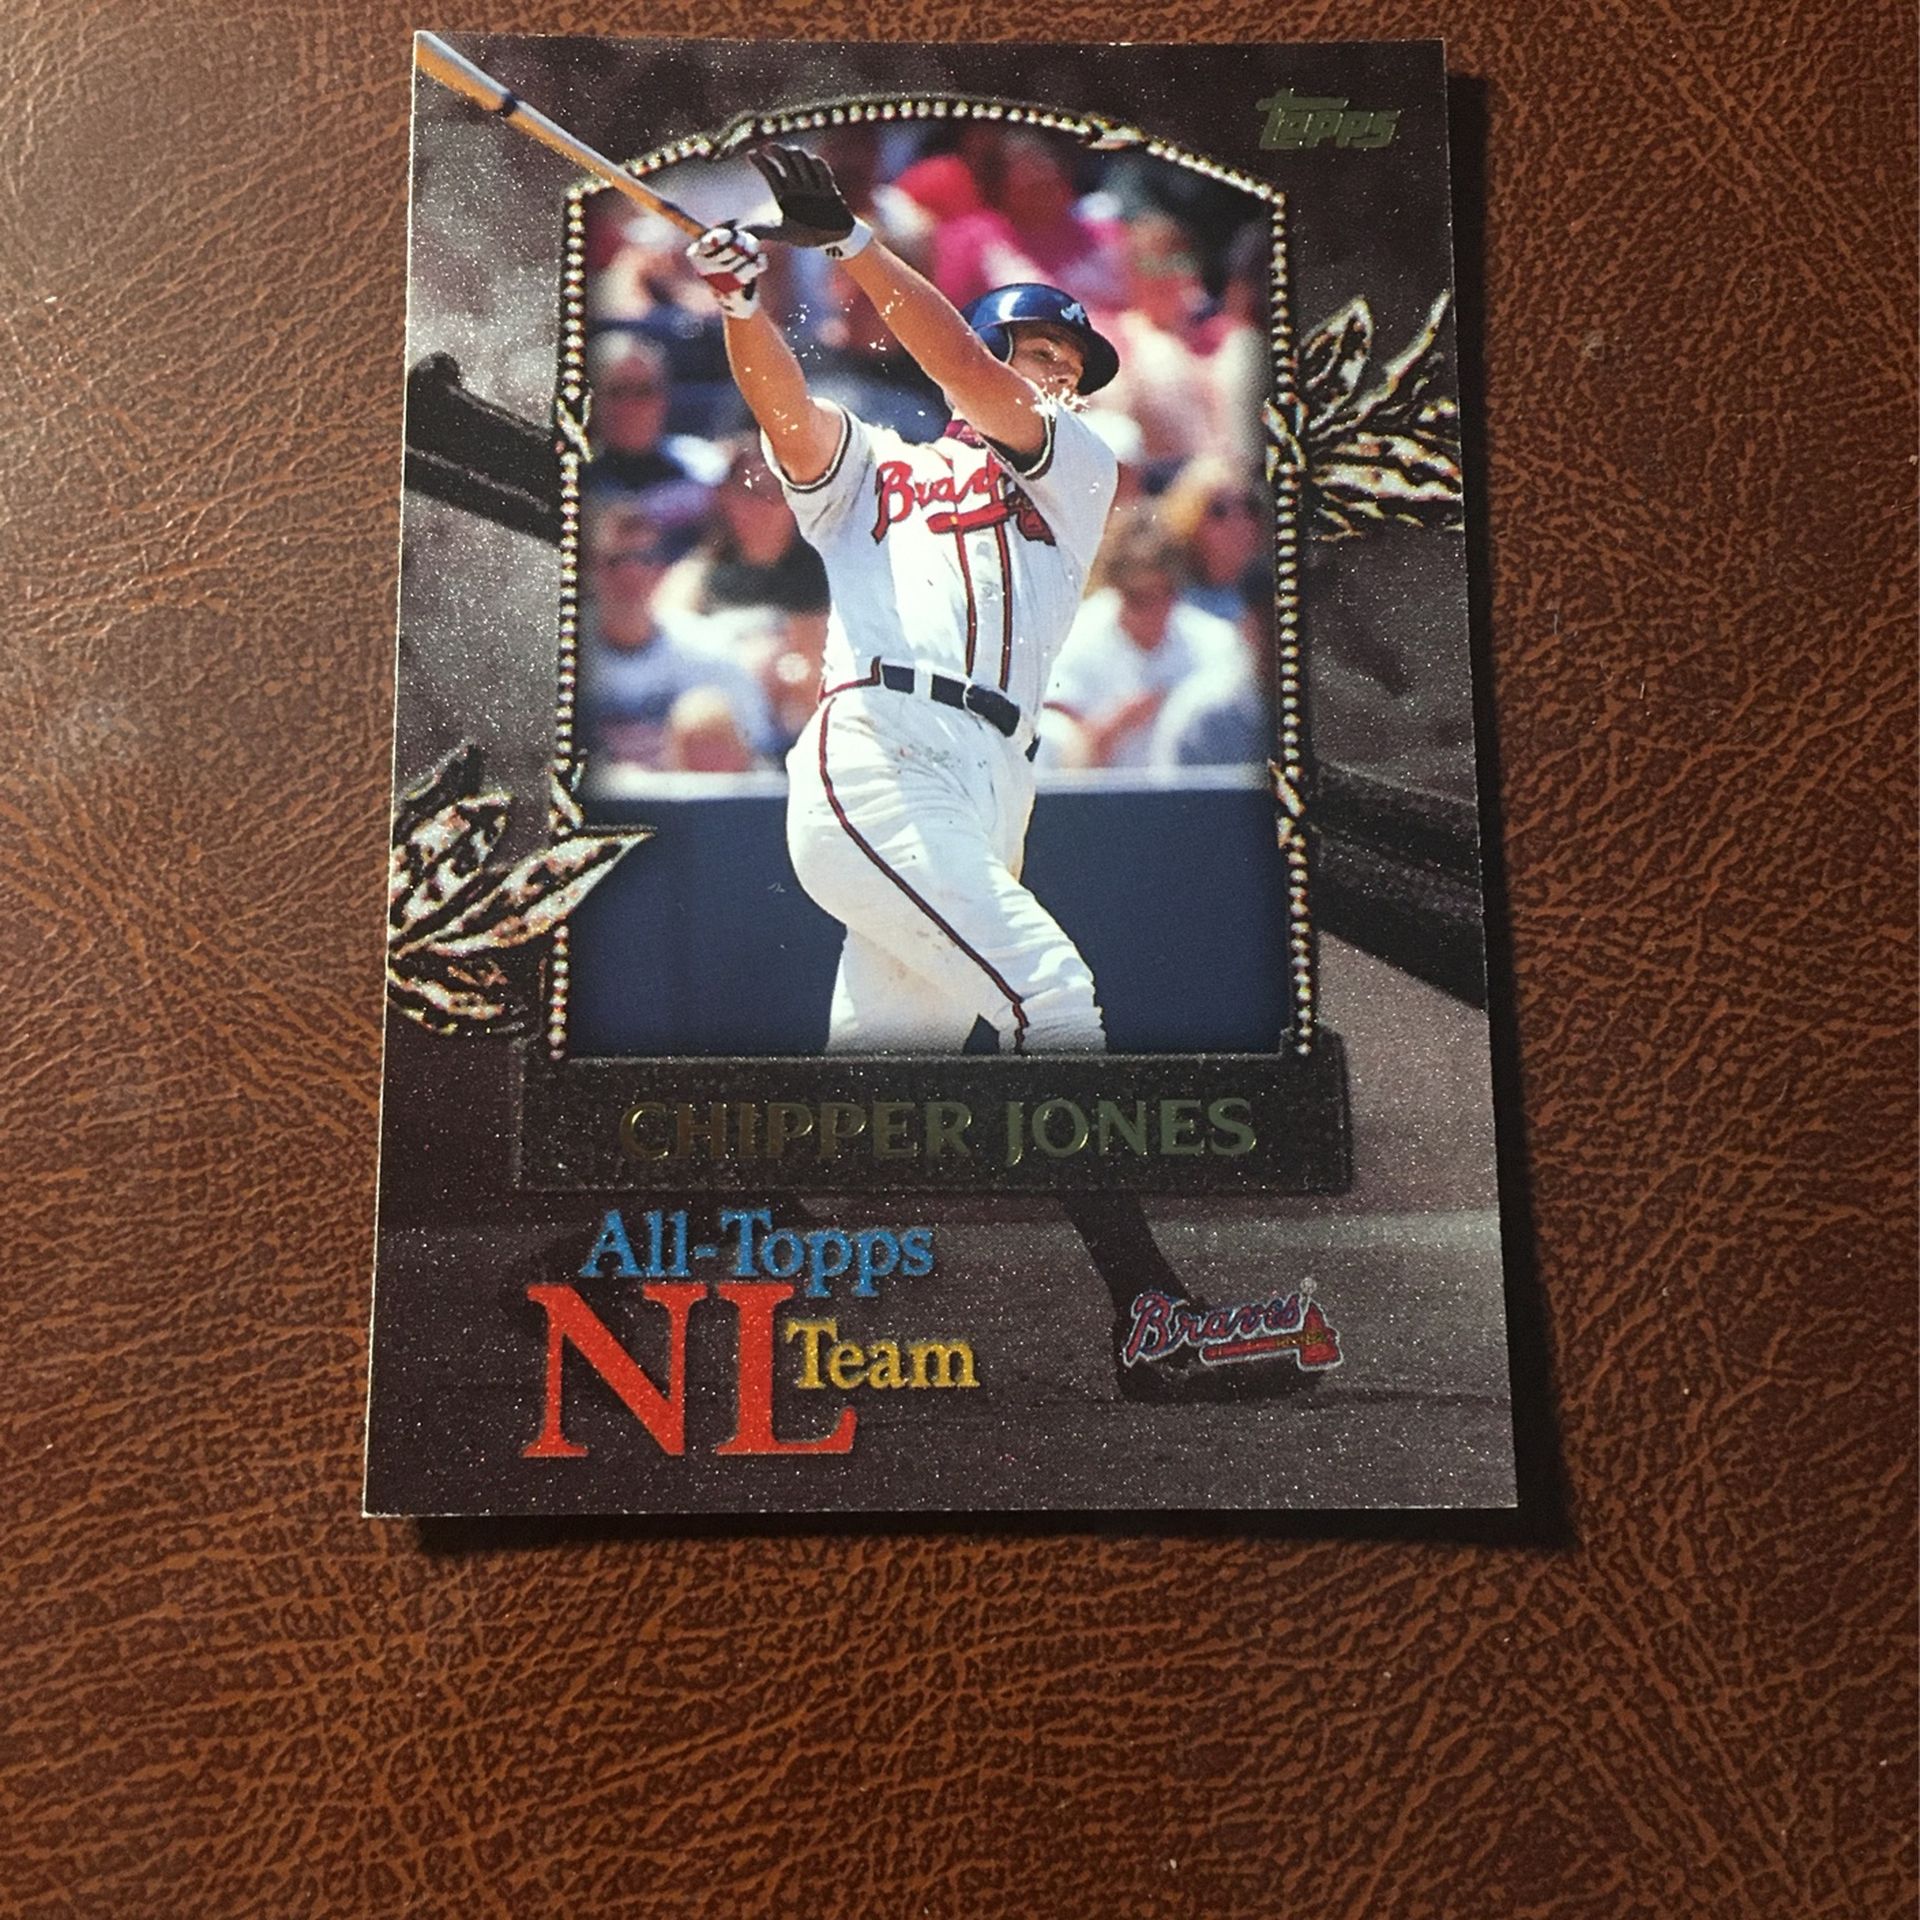 Topps
Braves
CHIPPER JONES
All-Topps
NL Team
Braves